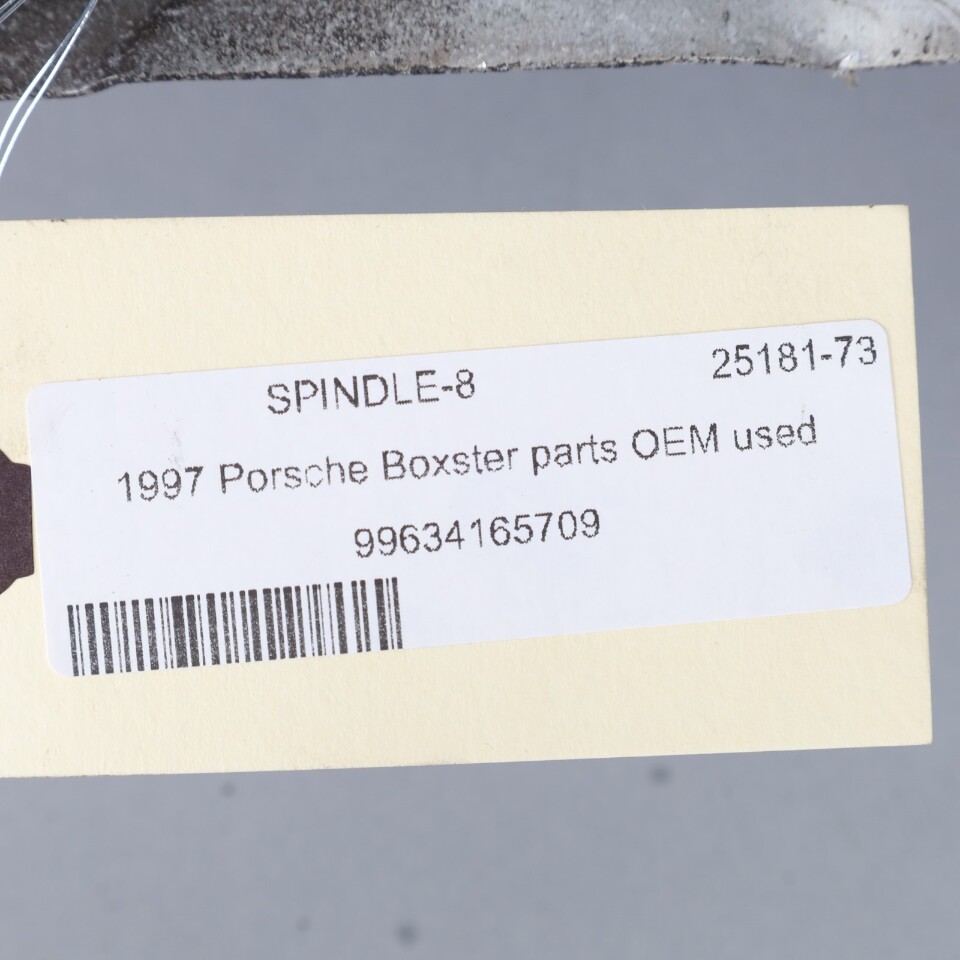 SPINDLE-8 25181-73
1997 Porsche Boxster parts OEM used
99634165709